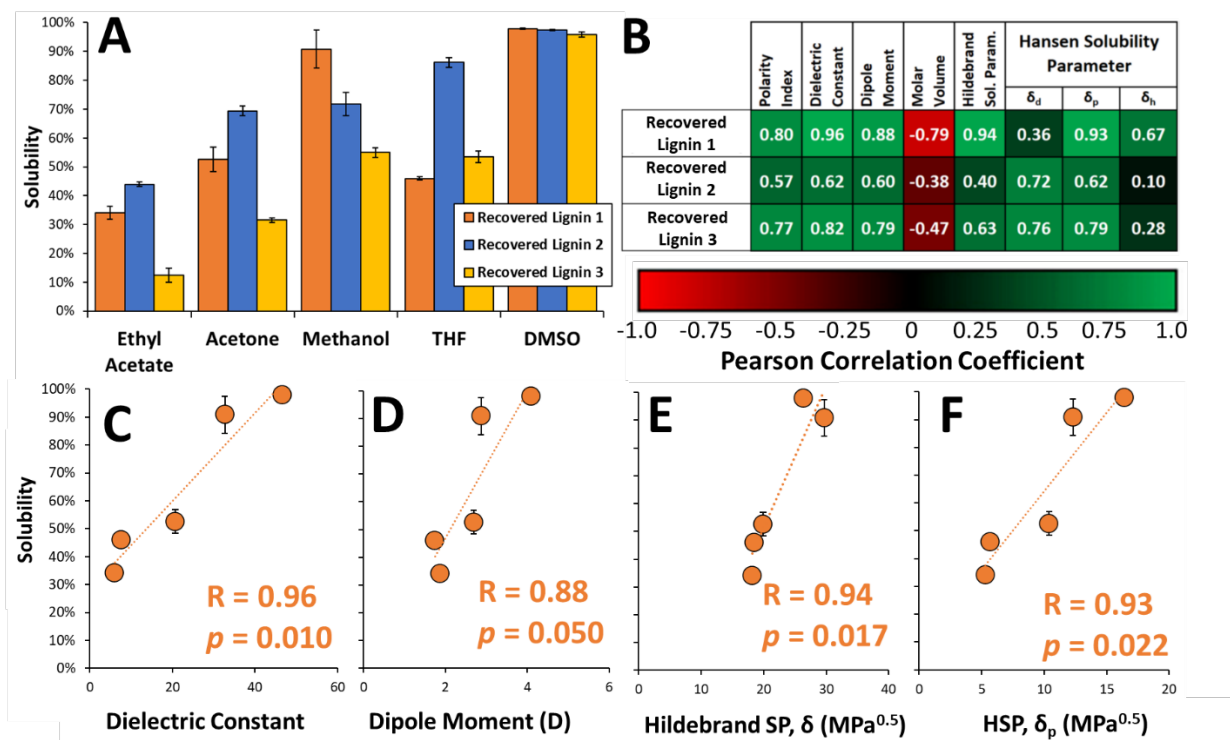 A
100%
90%
80%
70%
60%
50%
40%
30%
20%
10%
0%
Solubility
Recovered Lignin 1
Recovered Lignin 2
Recovered Lignin 3
Ethyl Acetate
Acetone
Methanol
THF
DMSO
B
Polarity Index
Dielectric Constant
Dipole Moment
Molar Volume
Hildebrand Sol. Param.
Hansen Solubility Parameter
δd δp δh
Recovered Lignin 1 0.80 0.96 0.88 -0.79 0.94 0.36 0.93 0.67
Recovered Lignin 2 0.57 0.62 0.60 -0.38 0.40 0.72 0.62 0.10
Recovered Lignin 3 0.77 0.82 0.79 -0.47 0.63 0.76 0.79 0.28
-1.0 -0.75 -0.5 -0.25 0 0.25 0.5 0.75 1.0
Pearson Correlation Coefficient
C
100%
90%
80%
70%
60%
50%
40%
30%
20%
10%
0%
Solubility
R = 0.96
p = 0.010
0 20 40 60
Dielectric Constant
D
R = 0.88
p = 0.050
0 2 4 6
Dipole Moment (D)
E
R = 0.94
p = 0.017
0 10 20 30 40
Hildebrand SP, δ (MPa0.5)
F
R = 0.93
p = 0.022
0 5 10 15 20
HSP, δp (MPa0.5)